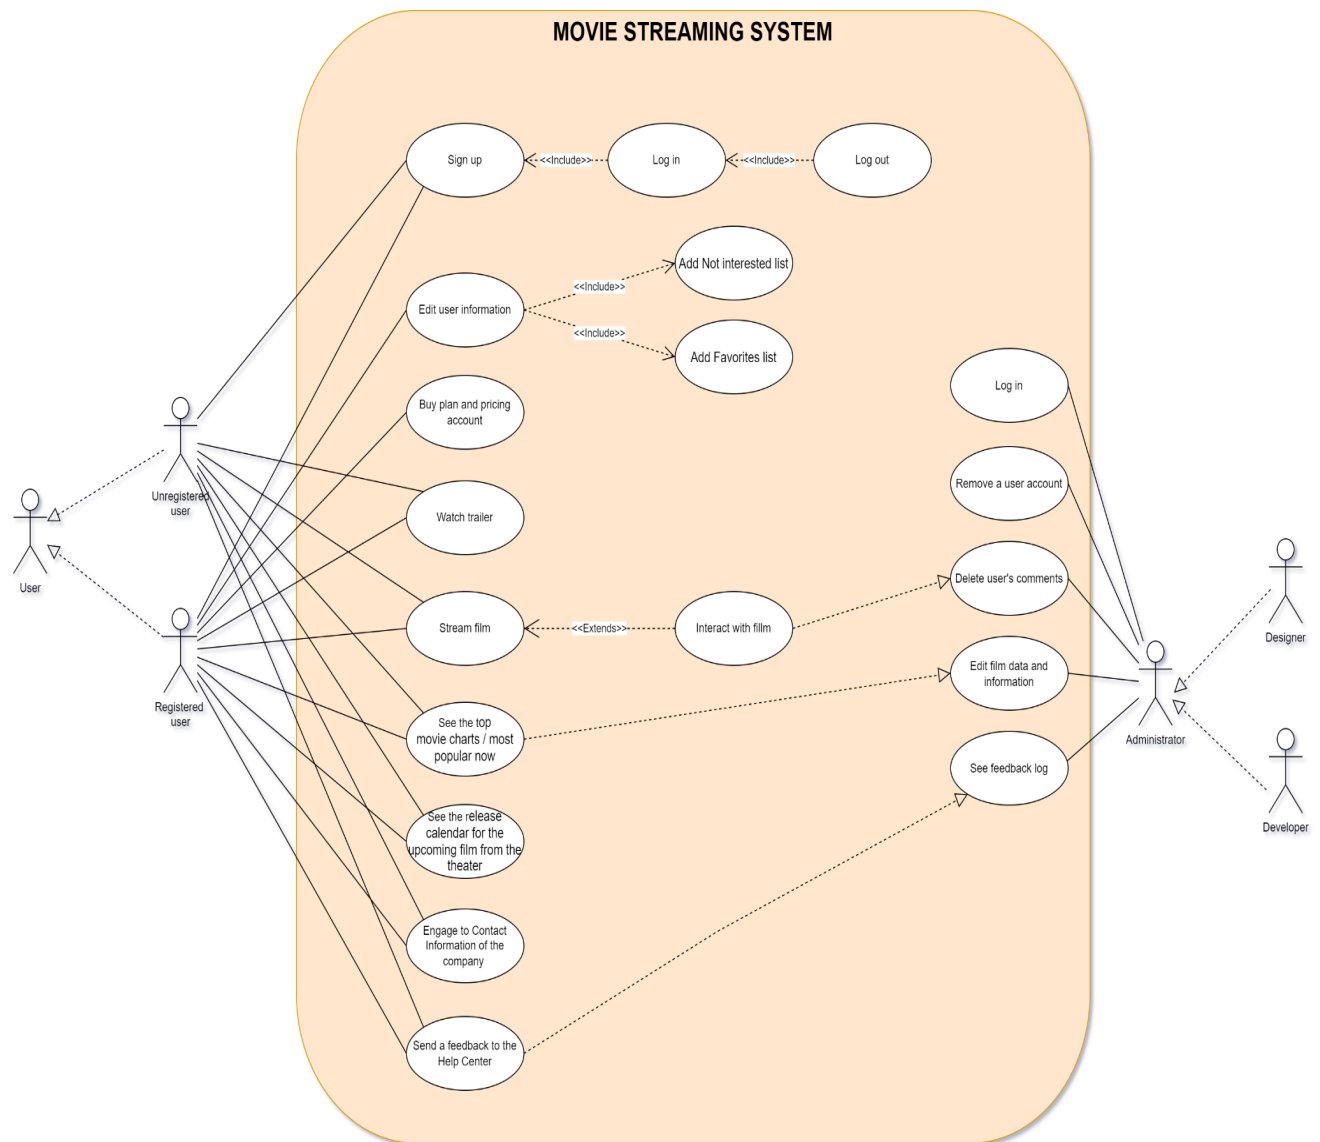 MOVIE STREAMING SYSTEM
Sign up
<<Include>>
Log in
<<Include>>
Log out
Add Not interested list
<<Include>>
Edit user information
<<Include>>
Add Favorites list
Log in
Buy plan and pricing
account
Remove a user account
Unregistered
user
Watch trailer
User
Delete user's comments
Stream film
<<Extends>>
Interact with fillm
Designer
Edit film data and
information
Registered
user
See the top
movie charts / most
popular now
Administrator
See feedback log
See the release
calendar for the
upcoming film from the
theater
Developer
Engage to Contact
Information of the
company
Send a feedback to the
Help Center